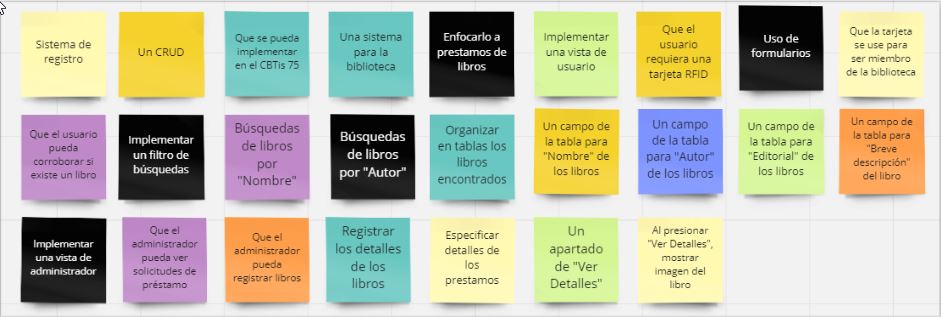 Sistema de
registro
Un CRUD
Que se pueda
implementar
en el CBTis 75
Una sistema
para la
biblioteca
Enfocarlo a
prestamos de
libros
Implementar
una vista de
usuario
Que el
usuario
requiera una
tarjeta RFID
Uso de
formularios
Que la tarjeta
se use para
ser miembro
de la biblioteca
Que el usuario
pueda
corroborar si
existe un libro
Implementar
un filtro de
búsquedas
Búsquedas
de libros
por
"Nombre"
Búsquedas
de libros
por "Autor"
Organizar
en tablas los
libros
encontrados
Un campo de
la tabla para
"Nombre" de
los libros
Un campo
de la tabla
para "Autor"
de los libros
Un campo de
la tabla para
"Editorial" de
los libros
Un campo de
la tabla para
"Breve
descripción"
del libro
Implementar
una vista de
administrador
Que el
administrador
pueda ver
solicitudes de
préstamo
Que el
administrador
pueda
registrar libros
Registrar
los detalles
de los
libros
Especificar
detalles de
los
prestamos
Un
apartado
de "Ver
Detalles"
Al presionar
"Ver Detalles",
mostrar
imagen del
libro